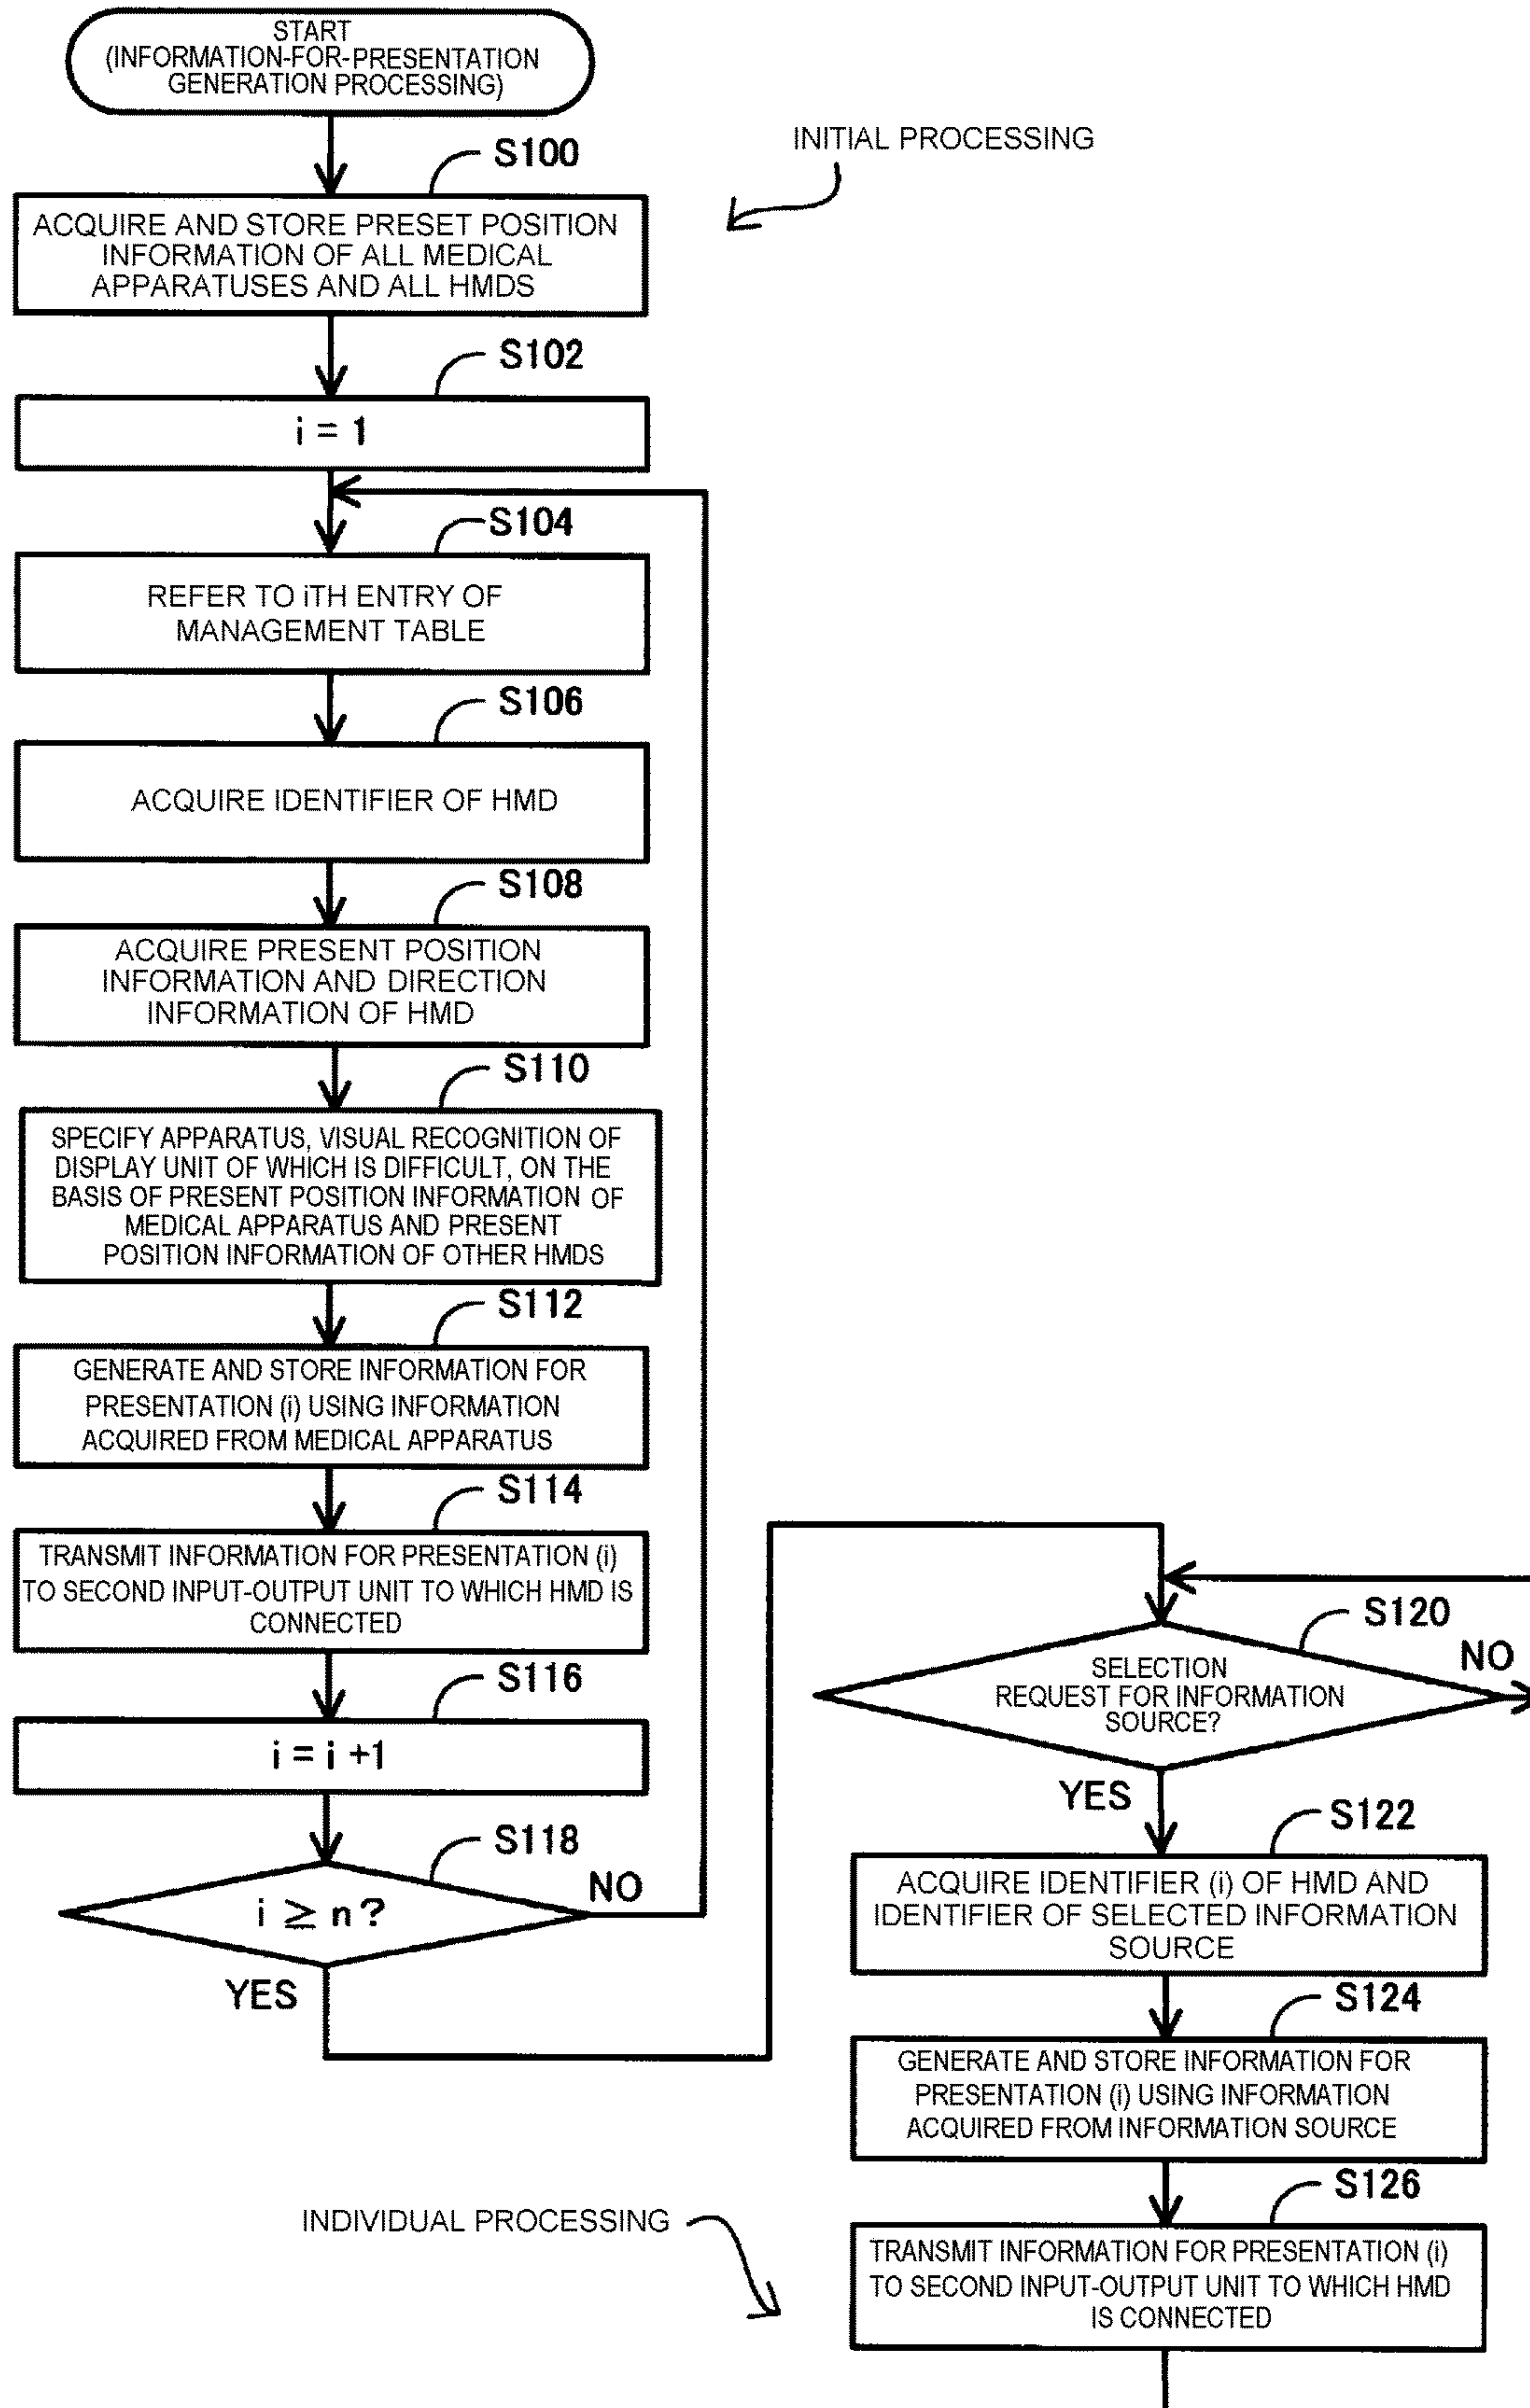 START
(INFORMATION-FOR-PRESENTATION
GENERATION PROCESSING)
INITIAL PROCESSING
S100
ACQUIRE AND STORE PRESET POSITION
INFORMATION OF ALL MEDICAL
APPARATUSES AND ALL HMDS
S102
i = 1
S104
REFER TO iTH ENTRY OF
MANAGEMENT TABLE
S106
ACQUIRE IDENTIFIER OF HMD
S108
ACQUIRE PRESENT POSITION
INFORMATION AND DIRECTION
INFORMATION OF HMD
S110
SPECIFY APPARATUS, VISUAL RECOGNITION OF
DISPLAY UNIT OF WHICH IS DIFFICULT, ON THE
BASIS OF PRESENT POSITION INFORMATION OF
MEDICAL APPARATUS AND PRESENT
POSITION INFORMATION OF OTHER HMDS
S112
GENERATE AND STORE INFORMATION FOR
PRESENTATION (i) USING INFORMATION
ACQUIRED FROM MEDICAL APPARATUS
S114
TRANSMIT INFORMATION FOR PRESENTATION (i)
TO SECOND INPUT-OUTPUT UNIT TO WHICH HMD IS
CONNECTED
S116
i = i +1
S118
i ≥ n?
NO
YES
S120
SELECTION
REQUEST FOR INFORMATION
SOURCE?
NO
YES
S122
ACQUIRE IDENTIFIER (i) OF HMD AND
IDENTIFIER OF SELECTED INFORMATION
SOURCE
S124
GENERATE AND STORE INFORMATION FOR
PRESENTATION (i) USING INFORMATION
ACQUIRED FROM INFORMATION SOURCE
S126
TRANSMIT INFORMATION FOR PRESENTATION (i)
TO SECOND INPUT-OUTPUT UNIT TO WHICH HMD
IS CONNECTED
INDIVIDUAL PROCESSING